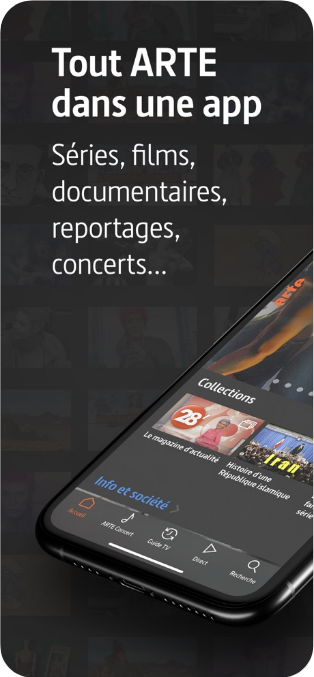 Tout ARTE
dans une app
Séries, films,
documentaires,
reportages,
concerts...
arte
Collections
28
Le magazine d'actualité
Iran
Histoire d'une
République islamique
Info et société
Accueil
ARTE Concert
Guide TV
Direct
Recherche